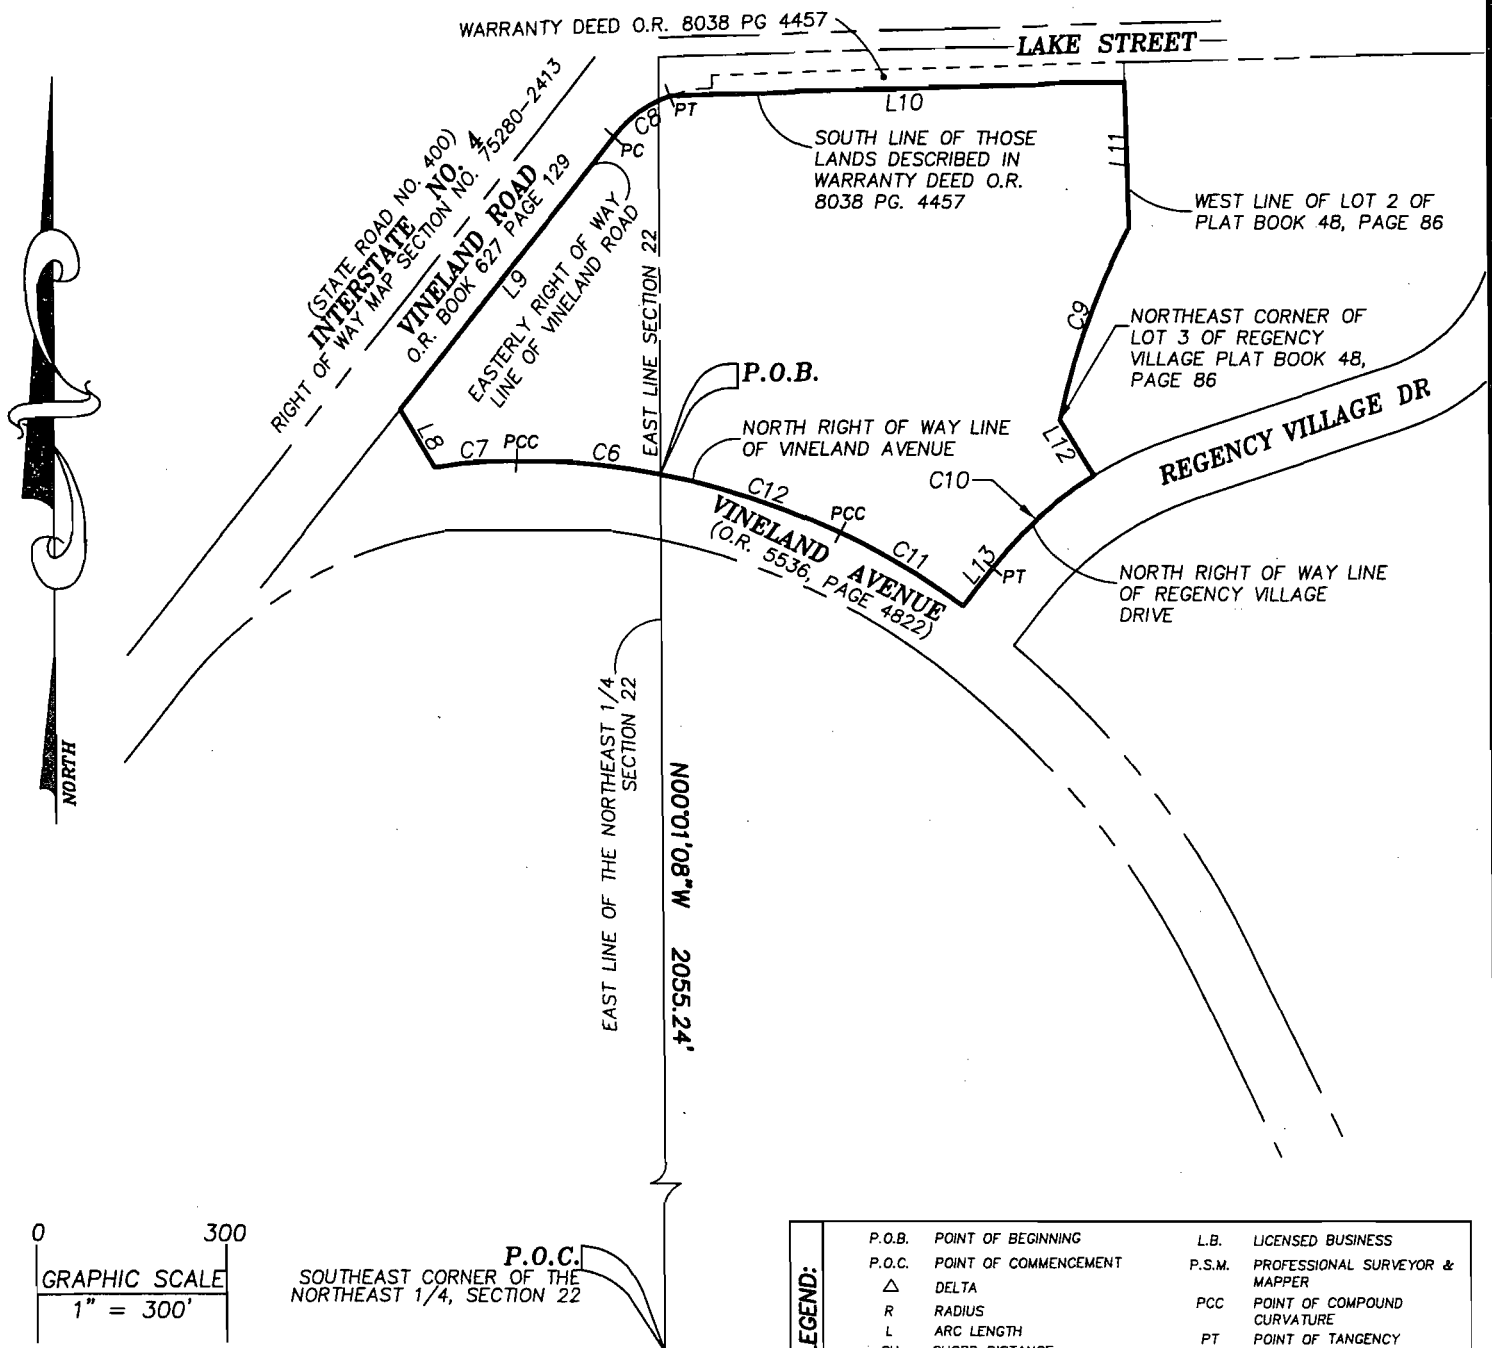 WARRANTY DEED O.R. 8038 PG 4457
LAKE STREET
(STATE ROAD NO. 400)
INTERSTATE NO. 4
RIGHT OF WAY MAP SECTION NO. 75280-2413
VINELAND ROAD
O.R. BOOK 627 PAGE 129
L9
EASTERLY RIGHT OF WAY
LINE OF VINELAND ROAD
C8
PT
PC
L10
SOUTH LINE OF THOSE
LANDS DESCRIBED IN
WARRANTY DEED O.R.
8038 PG. 4457
L11
WEST LINE OF LOT 2 OF
PLAT BOOK 48, PAGE 86
EAST LINE SECTION 22
C9
NORTHEAST CORNER OF
LOT 3 OF REGENCY
VILLAGE PLAT BOOK 48,
PAGE 86
P.O.B.
NORTH RIGHT OF WAY LINE
OF VINELAND AVENUE
L8
C7
PCC
C6
L12
REGENCY VILLAGE DR
C10
C12
PCC
VINELAND AVENUE
(O.R. 5536, PAGE 4822)
C11
L13
PT
NORTH RIGHT OF WAY LINE
OF REGENCY VILLAGE
DRIVE
EAST LINE OF THE NORTHEAST 1/4
SECTION 22
N00°01'08"W 2055.24'
NORTH
0 300
GRAPHIC SCALE
1" = 300'
P.O.C.
SOUTHEAST CORNER OF THE
NORTHEAST 1/4, SECTION 22
LEGEND:
P.O.B. POINT OF BEGINNING
P.O.C. POINT OF COMMENCEMENT
△ DELTA
R RADIUS
L ARC LENGTH
L.B. LICENSED BUSINESS
P.S.M. PROFESSIONAL SURVEYOR &
MAPPER
PCC POINT OF COMPOUND
CURVATURE
PT POINT OF TANGENCY